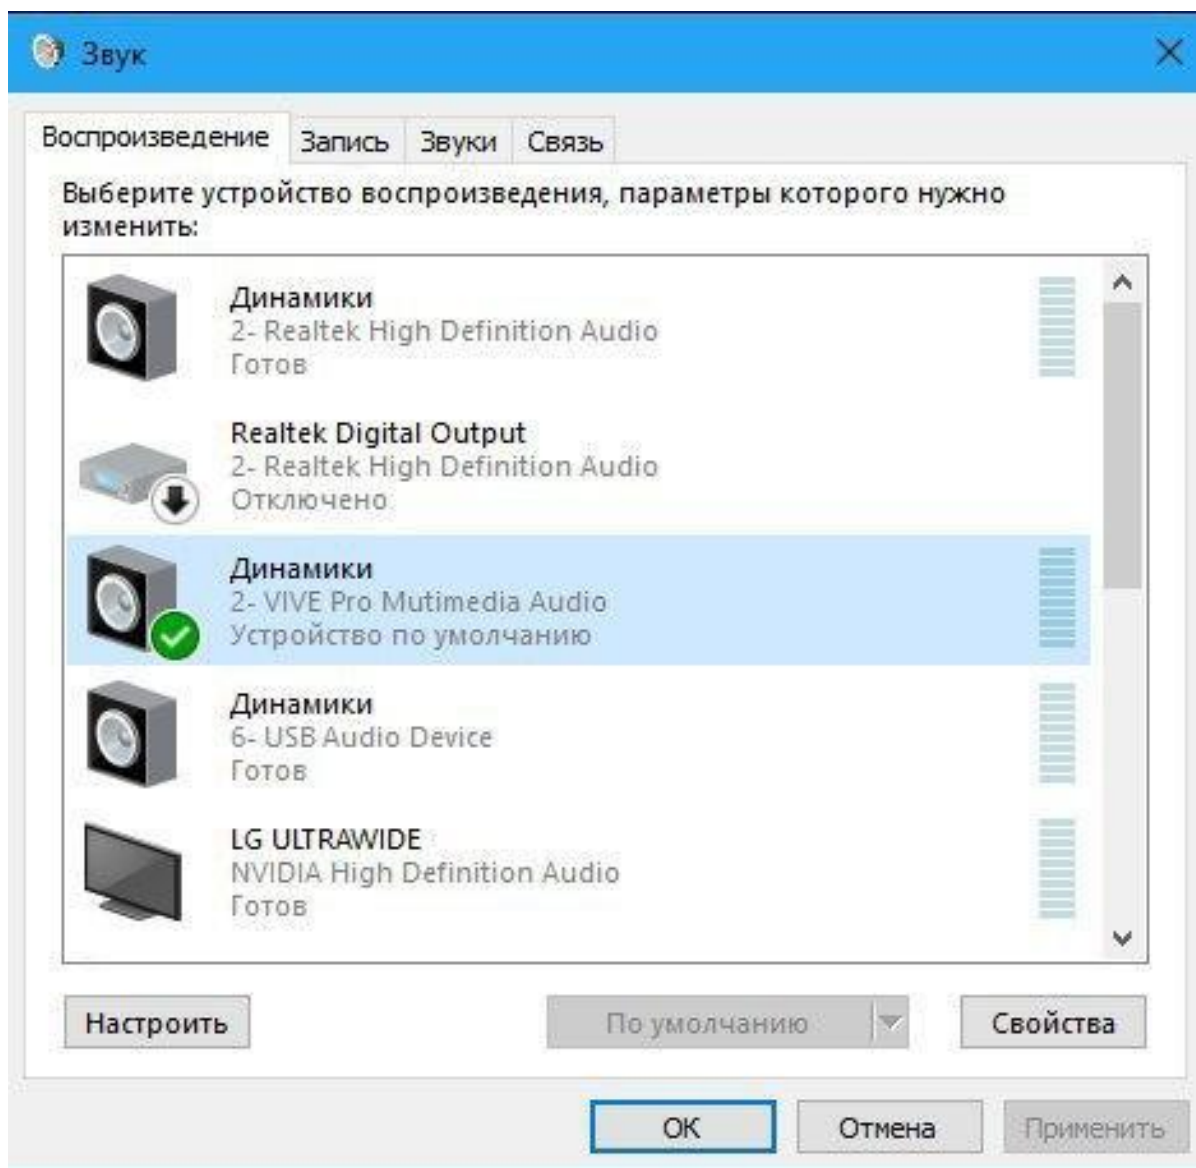 Звук
Воспроизведение Запись Звуки Связь
Выберите устройство воспроизведения, параметры которого нужно
изменить:
Динамики
2- Realtek High Definition Audio
Готов
Realtek Digital Output
2- Realtek High Definition Audio
Отключено
Динамики
2- VIVE Pro Mutimedia Audio
Устройство по умолчанию
Динамики
6- USB Audio Device
Готов
LG ULTRAWIDE
NVIDIA High Definition Audio
Готов
Настроить По умолчанию Свойства
ОК Отмена Применить